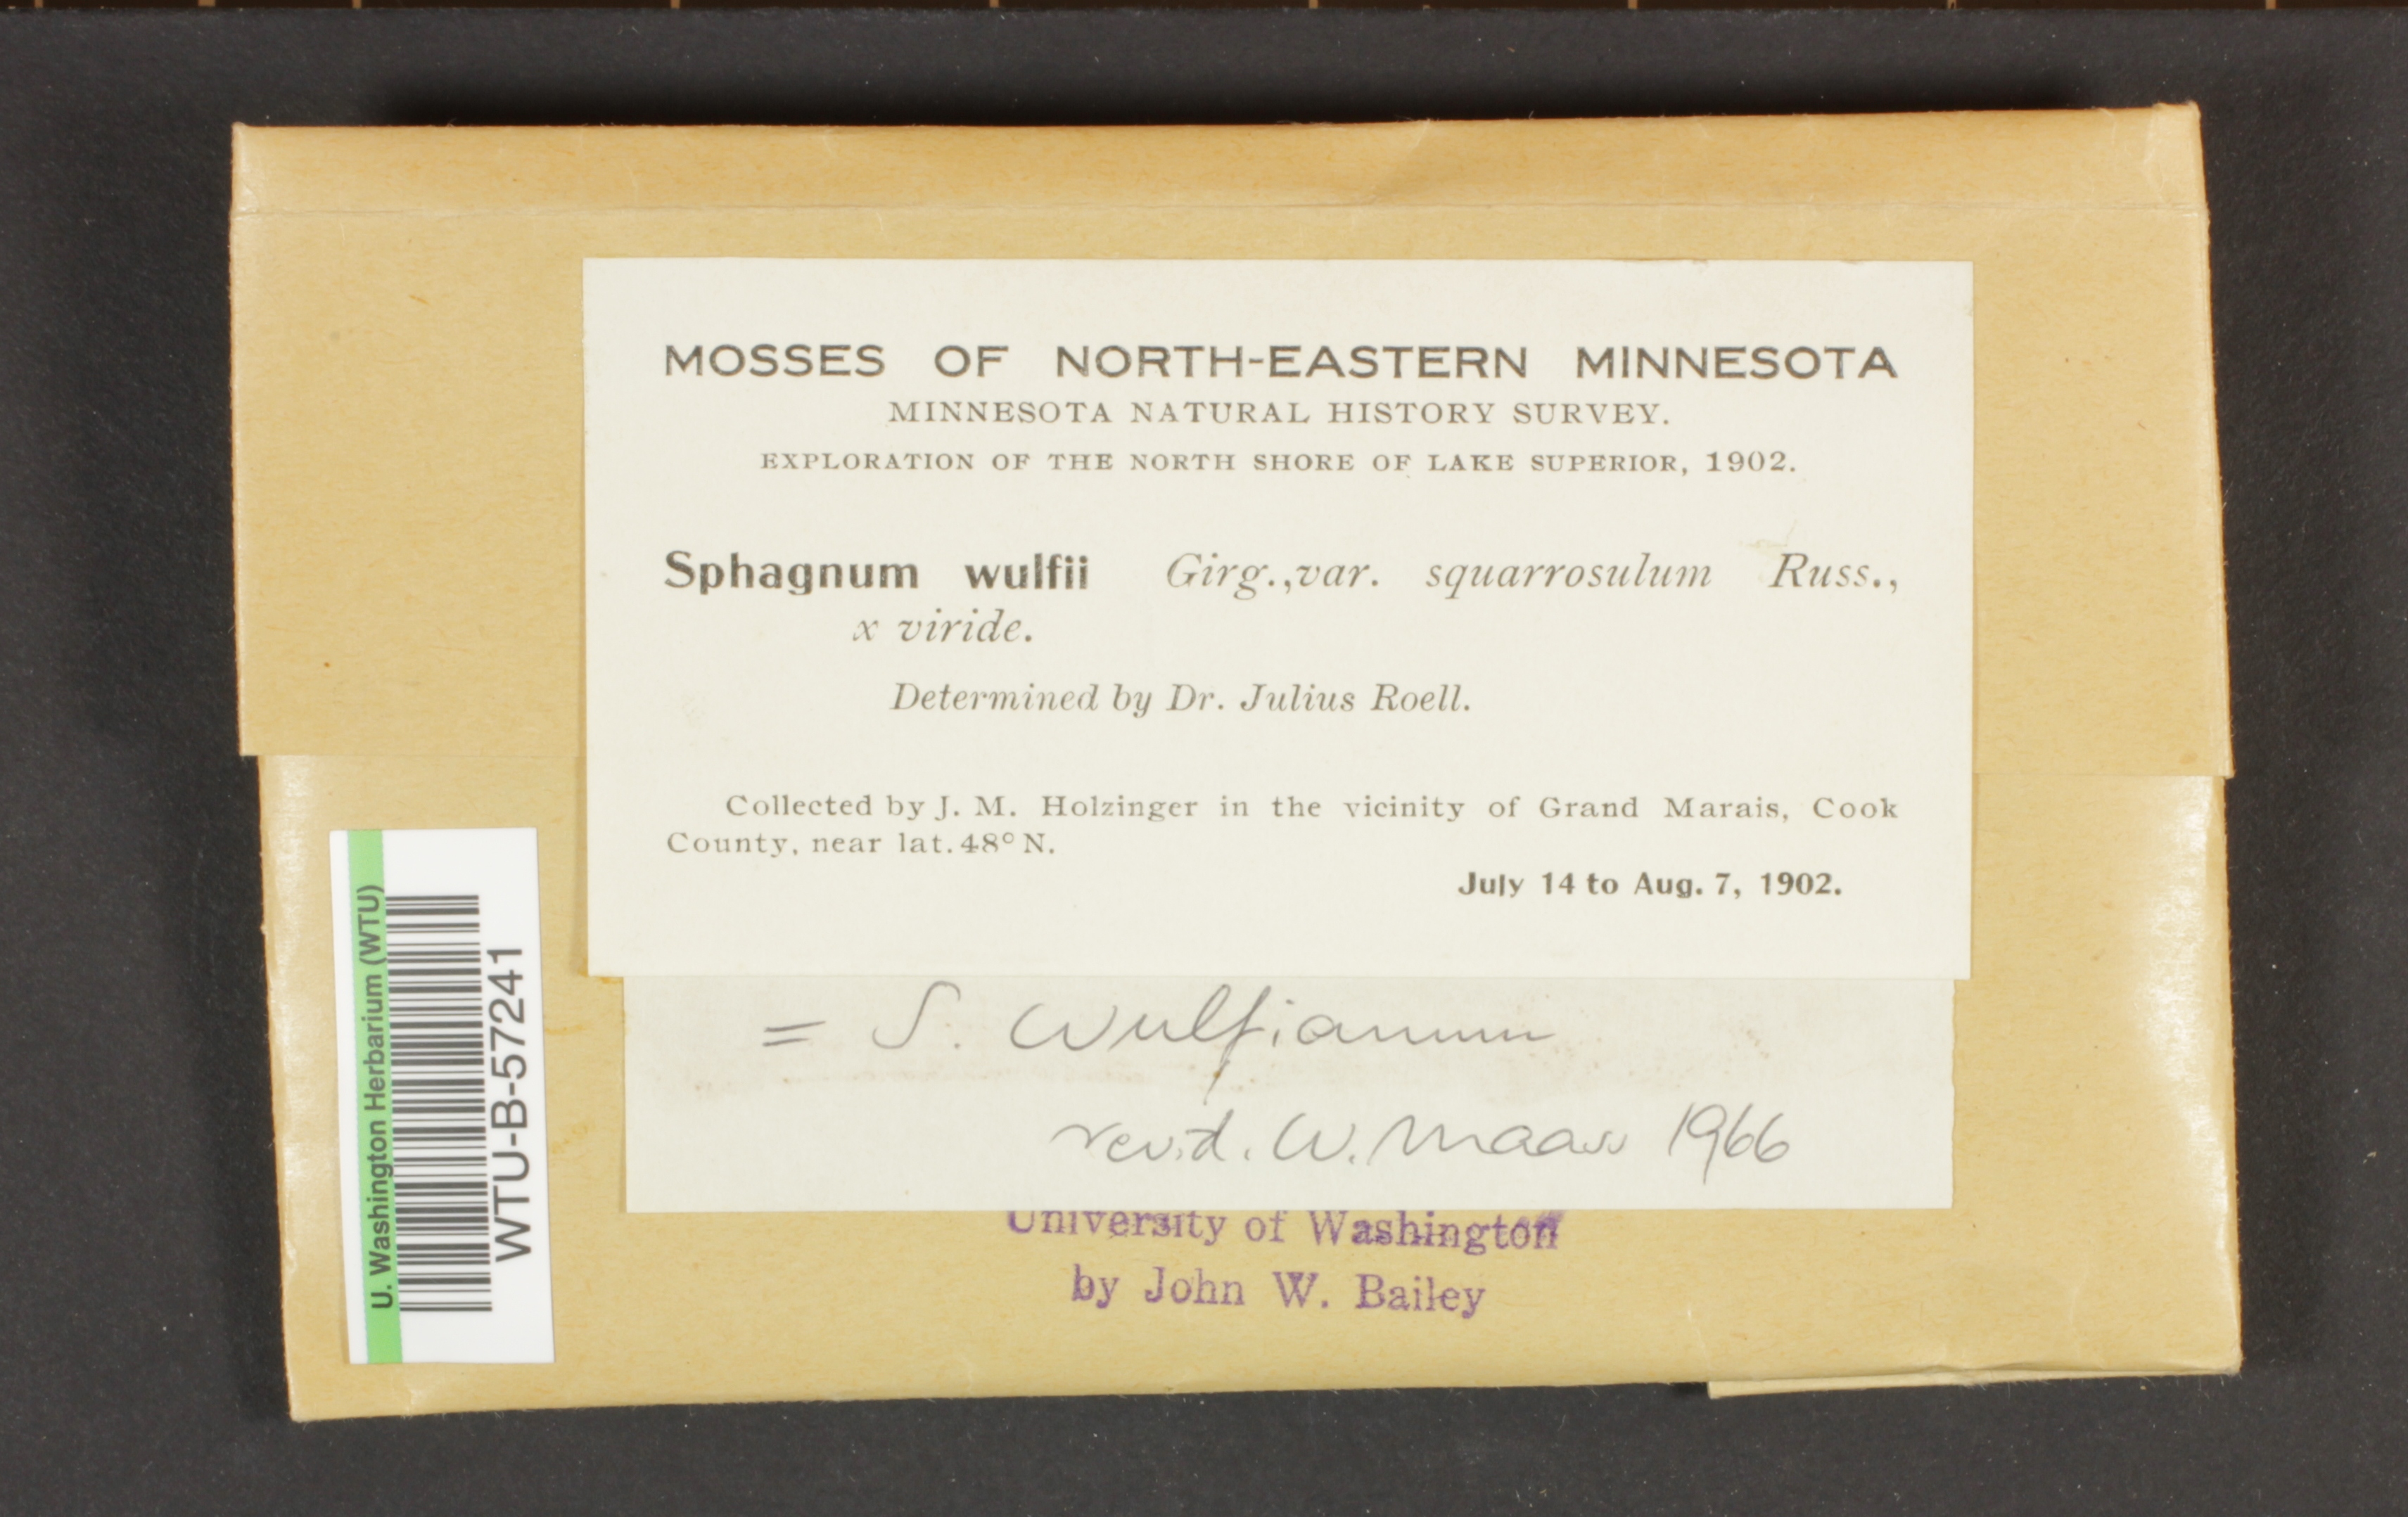 MOSSES OF NORTH-EASTERN MINNESOTA
MINNESOTA NATURAL HISTORY SURVEY.
EXPLORATION OF THE NORTH SHORE OF LAKE SUPERIOR, 1902.
Sphagnum wulfii Girg.,var. squarrosulum Russ.,
x viride.
Determined by Dr. Julius Roell.
Collected by J. M. Holzinger in the vicinity of Grand Marais, Cook
County, near lat. 48° N.
July 14 to Aug. 7, 1902.
= S. Wulfianum
rev.d. W. Maass 1966
University of Washington
by John W. Bailey
U. Washington Herbarium (WTU)
WTU-B-57241